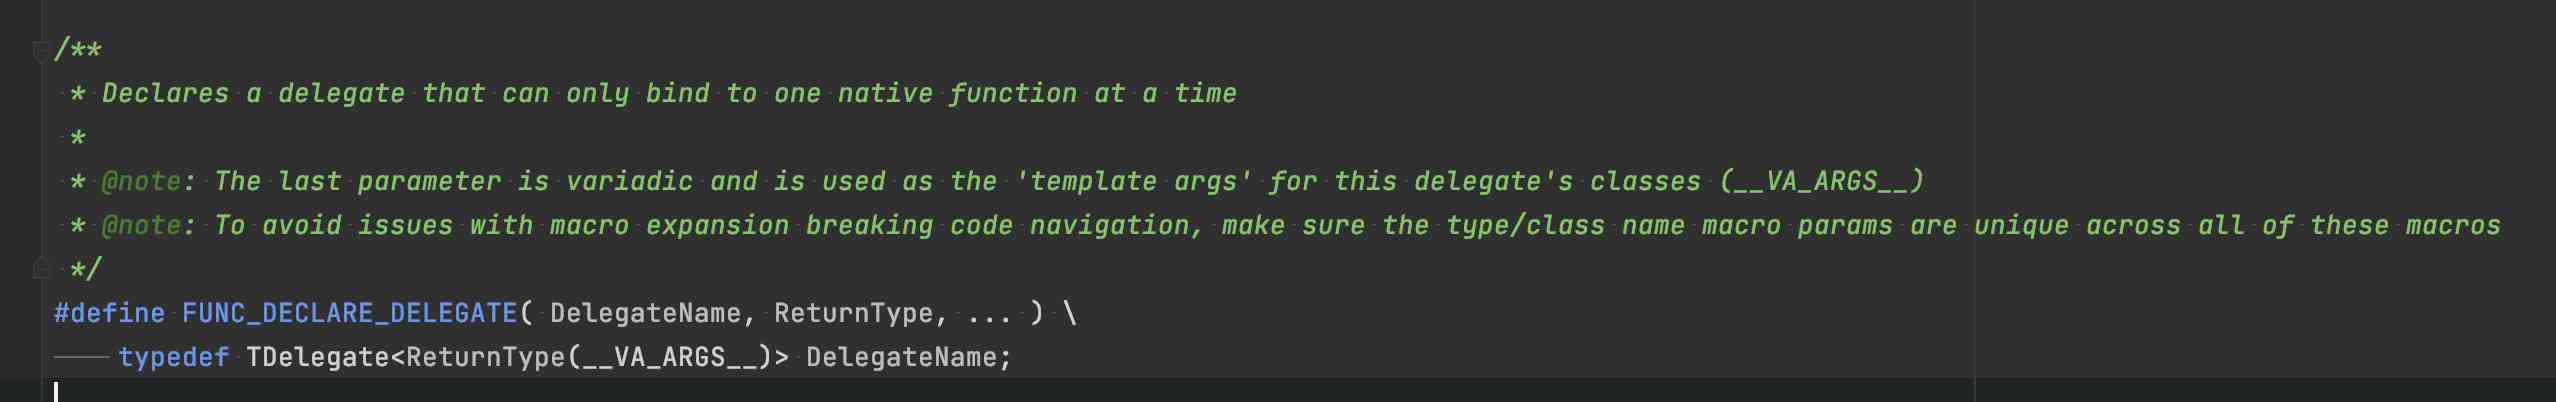 /**
 * Declares a delegate that can only bind to one native function at a time
 *
 * @note: The last parameter is variadic and is used as the 'template args' for this delegate's classes (__VA_ARGS__)
 * @note: To avoid issues with macro expansion breaking code navigation, make sure the type/class name macro params are unique across all of these macros
 */
#define FUNC_DECLARE_DELEGATE( DelegateName, ReturnType, ... ) \
    typedef TDelegate<ReturnType(__VA_ARGS__)> DelegateName;